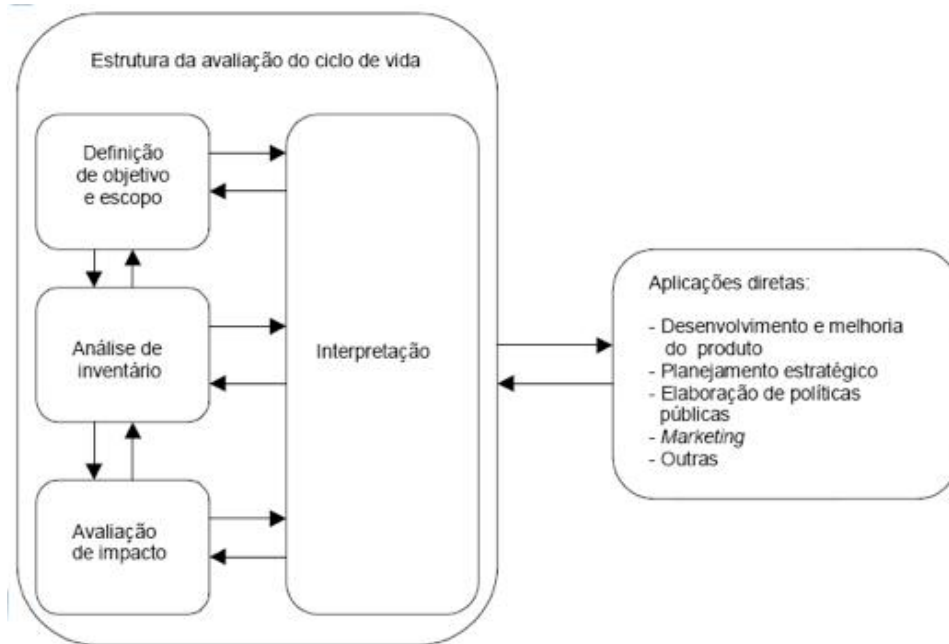 Estrutura da avaliação do ciclo de vida
Definição
de objetivo
e escopo
Análise de
inventário
Avaliação
de impacto
Interpretação
Aplicações diretas:
- Desenvolvimento e melhoria
do produto
- Planejamento estratégico
- Elaboração de políticas
públicas
- Marketing
- Outras